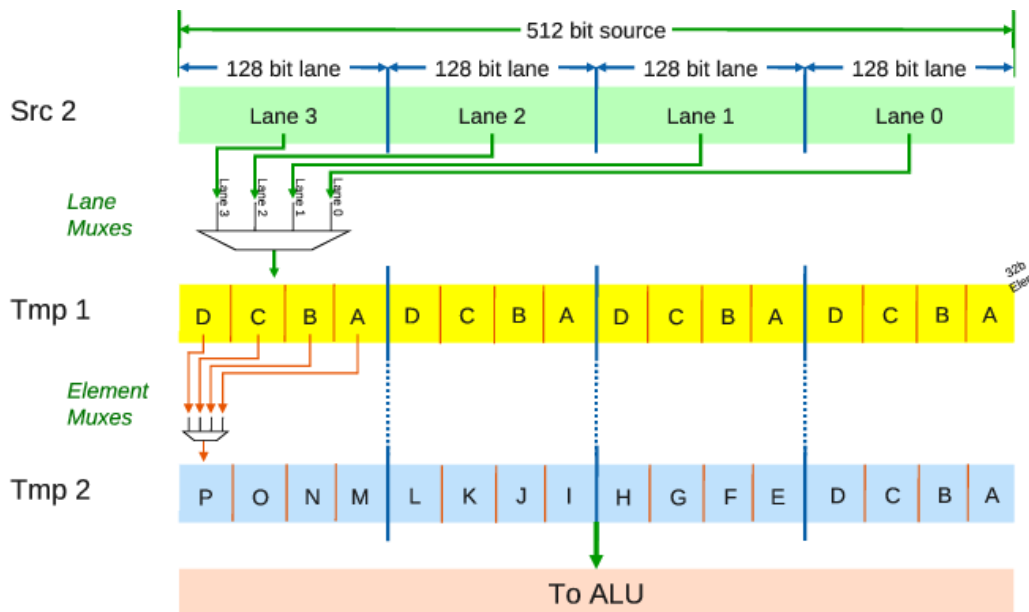 512 bit source
128 bit lane 128 bit lane 128 bit lane 128 bit lane
Src 2 Lane 3 Lane 2 Lane 1 Lane 0
Lane 3 Lane 2 Lane 1 Lane 0
Lane
Muxes
32b
Tmp 1 D C B A D C B A D C B A D C B A
Element
Muxes
Tmp 2 P O N M L K J I H G F E D C B A
To ALU